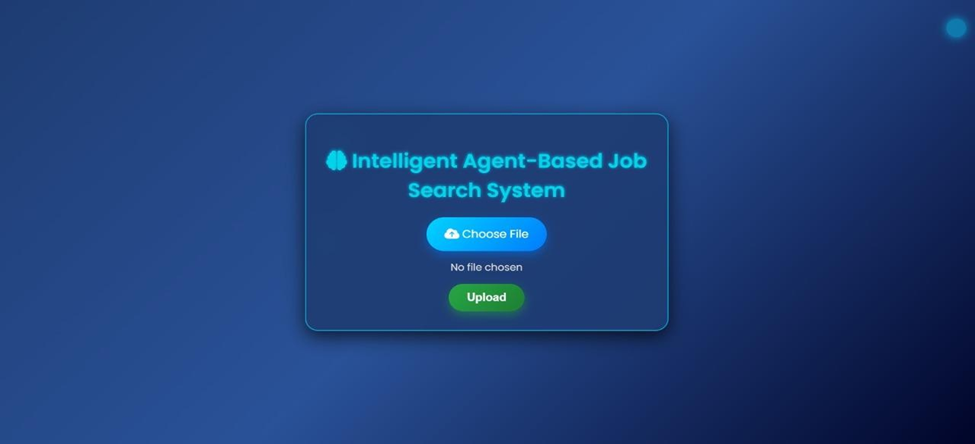 Intelligent Agent-Based Job
Search System
Choose File
No file chosen
Upload